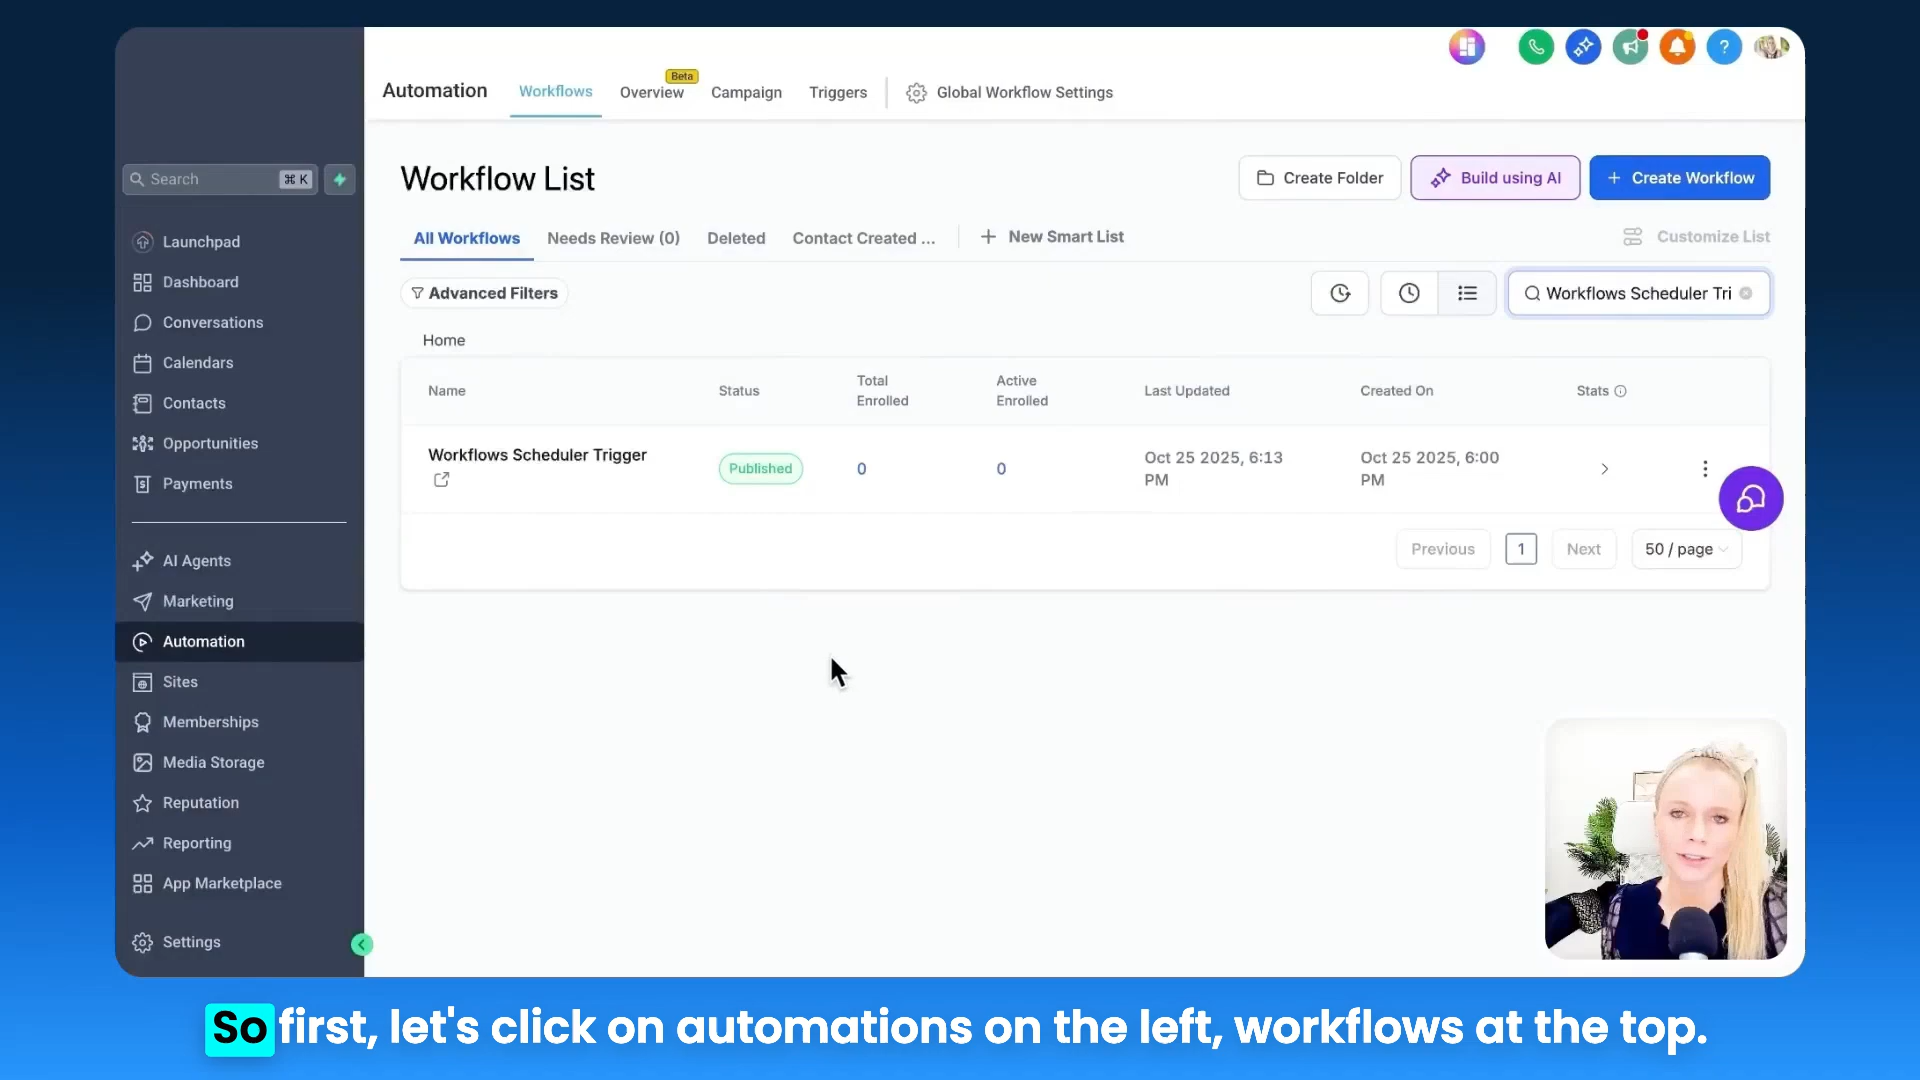 Automation
Workflows
Overview
Beta
Campaign
Triggers
Global Workflow Settings
Search
⌘ K
Launchpad
Dashboard
Conversations
Calendars
Contacts
Opportunities
Payments
AI Agents
Marketing
Automation
Sites
Memberships
Media Storage
Reputation
Reporting
App Marketplace
Settings
Workflow List
Create Folder
Build using AI
+ Create Workflow
All Workflows
Needs Review (0)
Deleted
Contact Created ...
+ New Smart List
Customize List
Advanced Filters
Workflows Scheduler Tri
Home
Name
Status
Total
Enrolled
Active
Enrolled
Last Updated
Created On
Stats
Workflows Scheduler Trigger
Published
0
0
Oct 25 2025, 6:13
PM
Oct 25 2025, 6:00
PM
Previous
1
Next
50 / page
So first, let's click on automations on the left, workflows at the top.